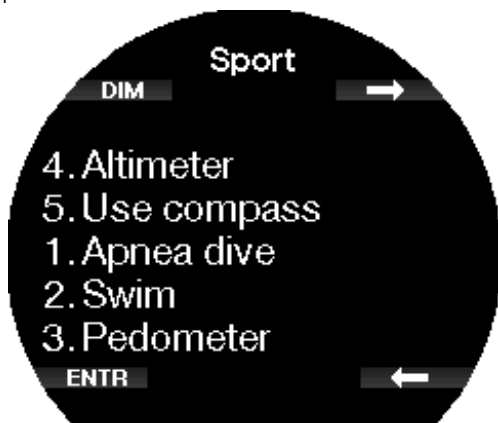 Sport
DIM
4. Altimeter
5. Use compass
1. Apnea dive
2. Swim
3. Pedometer
ENTR